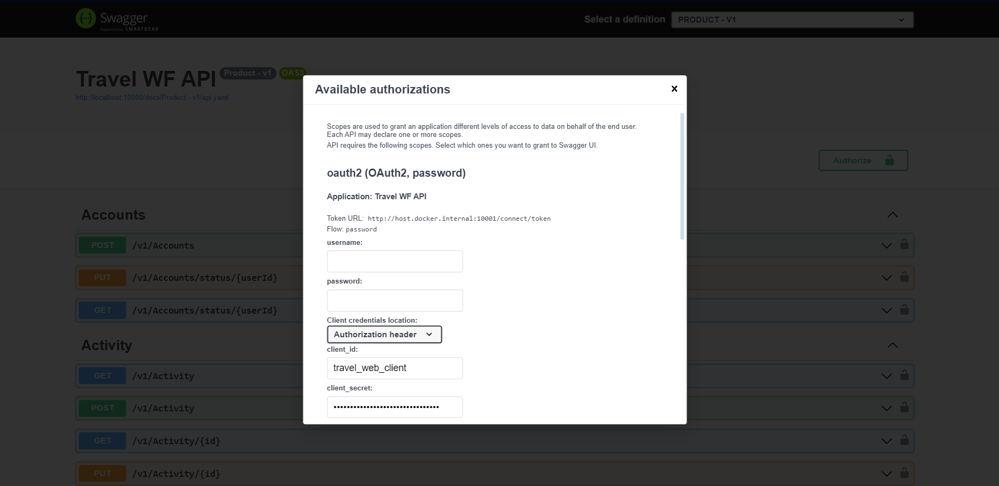 Swagger.
Supported by SMARTBEAR
Select a definition
PRODUCT - V1
Travel WF API
Product - v1
OAS3
http://localhost:10000/docs/Product - v1/api.yaml
Available authorizations
Scopes are used to grant an application different levels of access to data on behalf of the end user.
Each API may declare one or more scopes.
API requires the following scopes. Select which ones you want to grant to Swagger UI.
Authorize
oauth2 (OAuth2, password)
Application: Travel WF API
Token URL: http://host.docker.internal:10001/connect/token
Flow: password
username:
password:
Client credentials location:
Authorization header
client_id:
travel_web_client
client_secret:
Accounts
POST /v1/Accounts
PUT /v1/Accounts/status/{userId}
GET /v1/Accounts/status/{userId}
Activity
GET /v1/Activity
POST /v1/Activity
GET /v1/Activity/{id}
PUT /v1/Activity/{id}